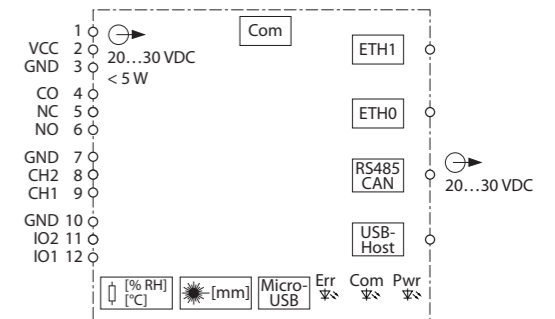 1
VCC 2
GND 3
CO 4
NC 5
NO 6
GND 7
CH2 8
CH1 9
GND 10
IO2 11
IO1 12
20…30 VDC
< 5 W
Com
ETH1
ETH0
RS485
CAN
20…30 VDC
USB-
Host
[% RH]
[°C]
[mm]
Micro-
USB
Err
Com
Pwr